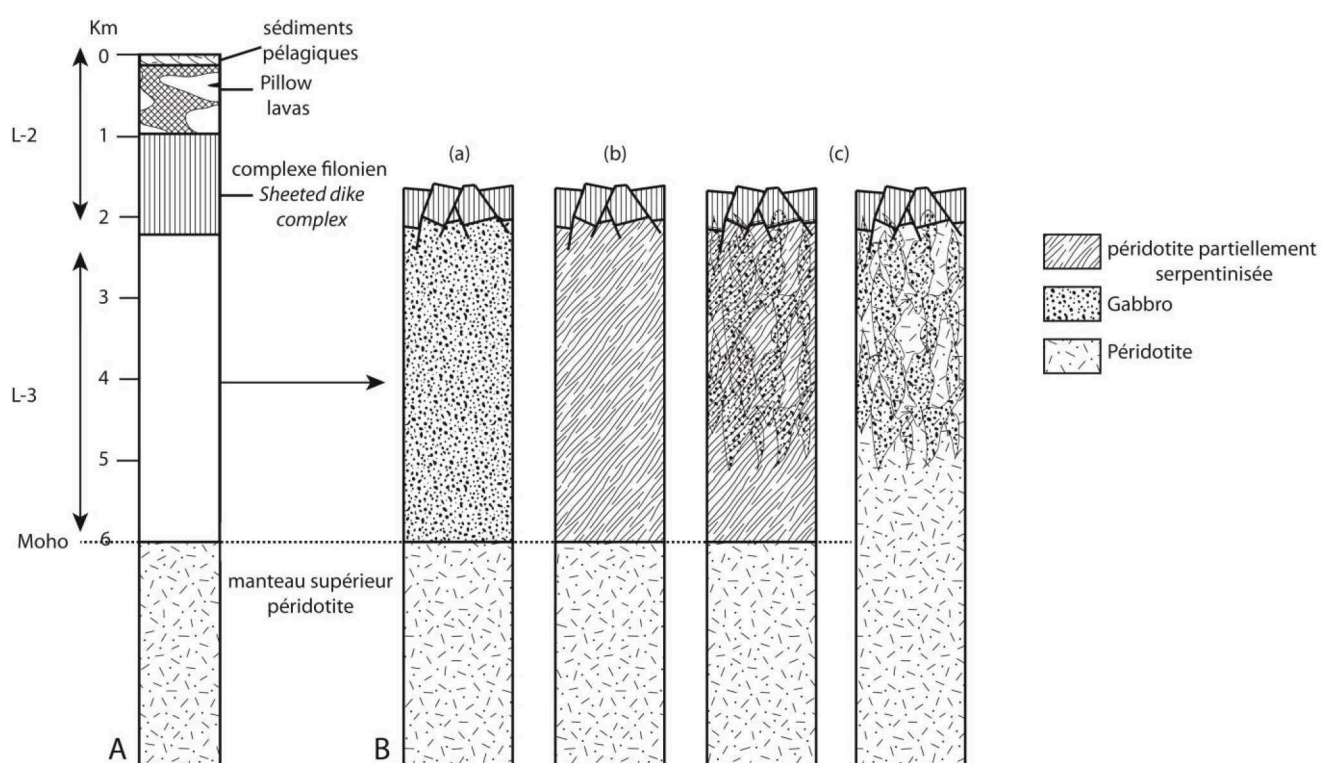 Km
0
1
2
3
4
5
6
L-2
L-3
Moho
sédiments
pélagiques
Pillow
lavas
complexe filonien
Sheeted dike
complex
manteau supérieur
péridotite
A
B
(a)
(b)
(c)
péridotite partiellement
serpentinisée
Gabbro
Péridotite